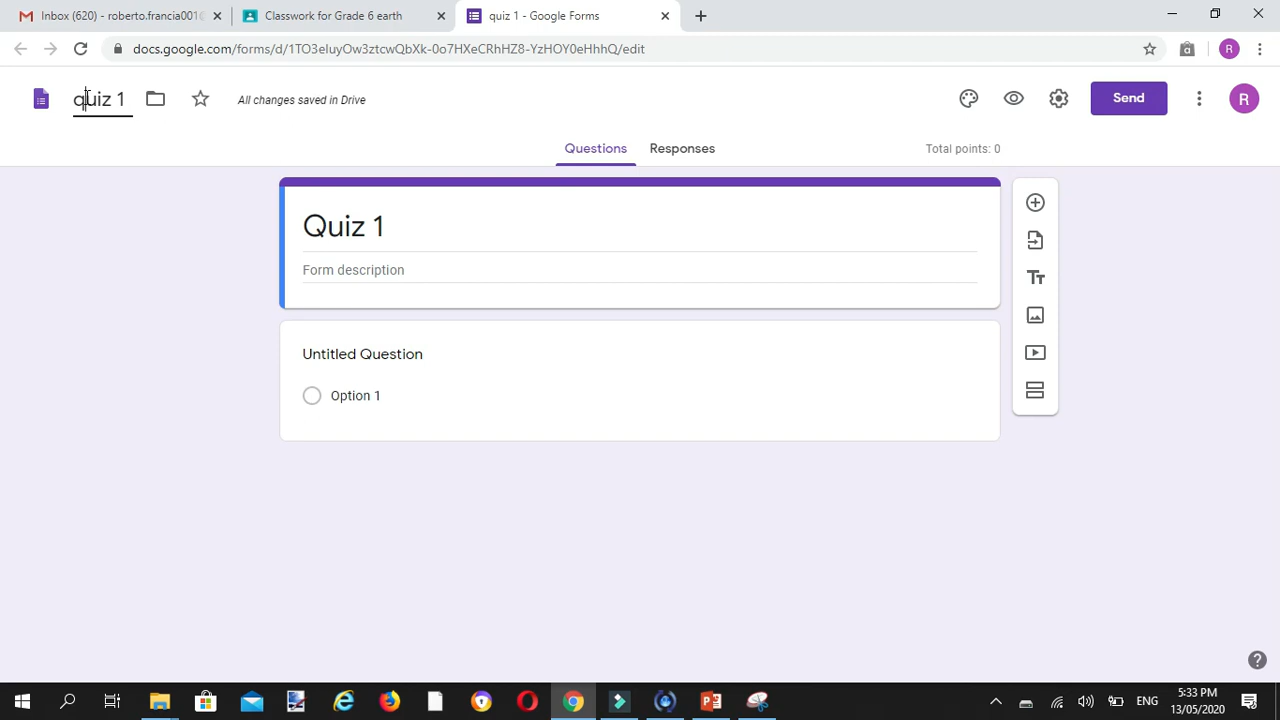 Inbox (620) - roberto.francia001@
Classwork for Grade 6 earth
quiz 1 - Google Forms
docs.google.com/forms/d/1TO3eluyOw3ztcwQbXk-0o7HXeCRhHZ8-YzHOY0eHhhQ/edit
a
R
quiz 1
All changes saved in Drive
Send
R
Questions
Responses
Total points: 0
Quiz 1
Form description
Untitled Question
Option 1
5:33 PM
ENG
13/05/2020